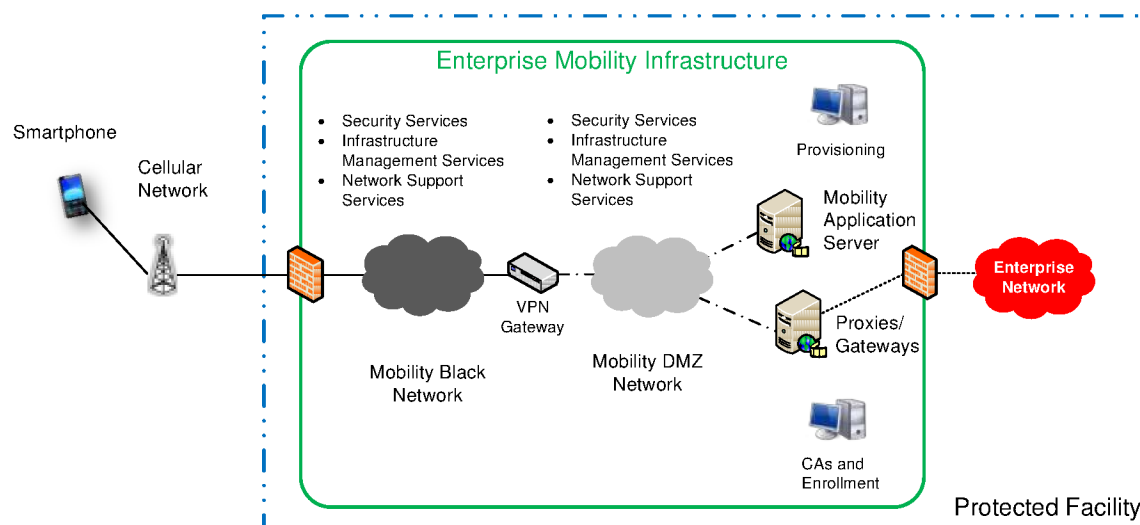 Enterprise Mobility Infrastructure
Smartphone
Cellular
Network
• Security Services
• Infrastructure
Management Services
• Network Support
Services
• Security Services
• Infrastructure
Management Services
• Network Support
Services
Provisioning
Mobility
Application
Server
VPN
Gateway
Enterprise
Network
Proxies/
Gateways
Mobility Black
Network
Mobility DMZ
Network
CAs and
Enrollment
Protected Facility